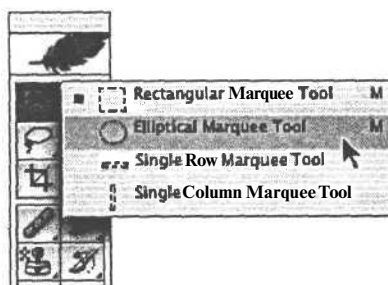 Rectangular Marquee Tool M
Elliptical Marquee Tool M
Single Row Marquee Tool
Single Column Marquee Tool